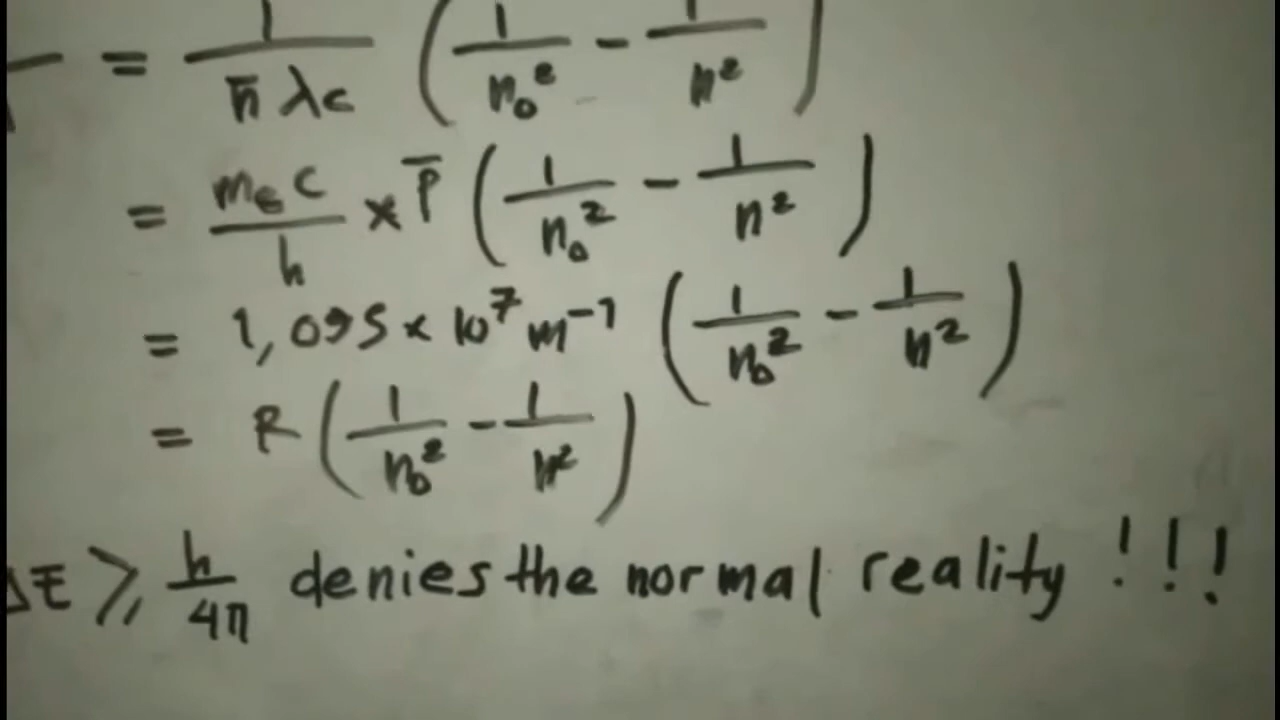 = 1/(n̄ λc) (1/n₀² - 1/n²)
= mₑc/h × P̄ (1/n₀² - 1/n²)
= 1,095 × 10⁷ m⁻¹ (1/n₀² - 1/n²)
= R (1/n₀² - 1/n²)
ΔE ⩾ h/4π denies the normal reality !!!